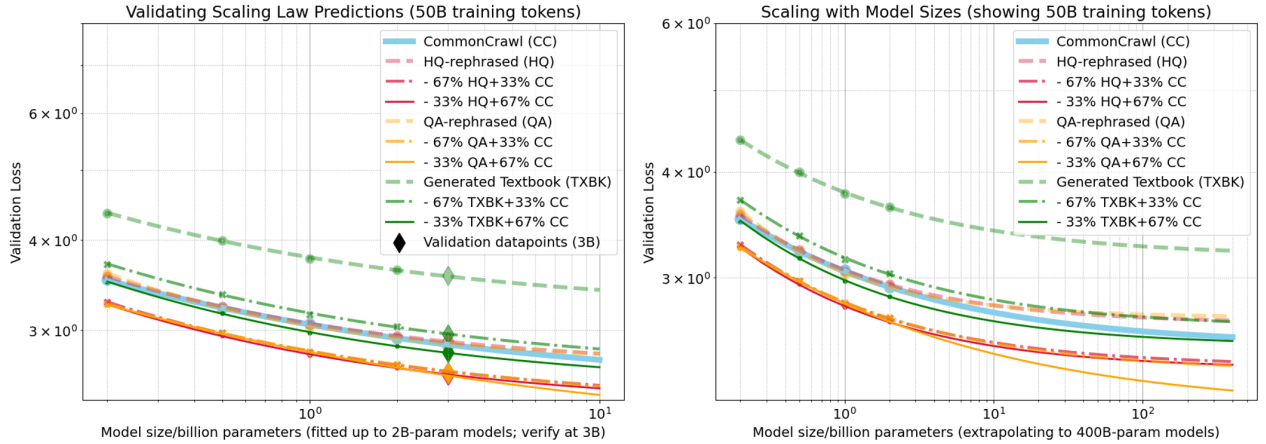 Validating Scaling Law Predictions (50B training tokens)
Validation Loss
6 × 10⁰
4 × 10⁰
3 × 10⁰
CommonCrawl (CC)
HQ-rephrased (HQ)
- 67% HQ+33% CC
- 33% HQ+67% CC
QA-rephrased (QA)
- 67% QA+33% CC
- 33% QA+67% CC
Generated Textbook (TXBK)
- 67% TXBK+33% CC
- 33% TXBK+67% CC
Validation datapoints (3B)
10⁰
10¹
Model size/billion parameters (fitted up to 2B-param models; verify at 3B)
Scaling with Model Sizes (showing 50B training tokens)
Validation Loss
6 × 10⁰
4 × 10⁰
3 × 10⁰
CommonCrawl (CC)
HQ-rephrased (HQ)
- 67% HQ+33% CC
- 33% HQ+67% CC
QA-rephrased (QA)
- 67% QA+33% CC
- 33% QA+67% CC
Generated Textbook (TXBK)
- 67% TXBK+33% CC
- 33% TXBK+67% CC
10⁰
10¹
10²
Model size/billion parameters (extrapolating to 400B-param models)